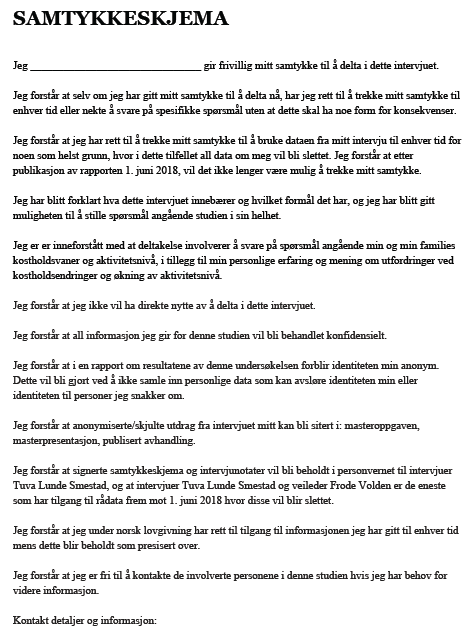 SAMTYKKESKJEMA
Jeg ______________________________ gir frivillig mitt samtykke til å delta i dette intervjuet.
Jeg forstår at selv om jeg har gitt mitt samtykke til å delta nå, har jeg rett til å trekke mitt samtykke til
enhver tid eller nekte å svare på spesifikke spørsmål uten at dette skal ha noe form for konsekvenser.
Jeg forstår at jeg har rett til å trekke mitt samtykke til å bruke dataen fra mitt intervju til enhver tid for
noen som helst grunn, hvor i dette tilfellet all data om meg vil bli slettet. Jeg forstår at etter
publikasjon av rapporten 1. juni 2018, vil det ikke lenger være mulig å trekke mitt samtykke.
Jeg har blitt forklart hva dette intervjuet innebærer og hvilket formål det har, og jeg har blitt gitt
muligheten til å stille spørsmål angående studien i sin helhet.
Jeg er er inneforstått med at deltakelse involverer å svare på spørsmål angående min og min families
kostholdsvaner og aktivitetsnivå, i tillegg til min personlige erfaring og mening om utfordringer ved
kostholdsendringer og økning av aktivitetsnivå.
Jeg forstår at jeg ikke vil ha direkte nytte av å delta i dette intervjuet.
Jeg forstår at all informasjon jeg gir for denne studien vil bli behandlet konfidensielt.
Jeg forstår at i en rapport om resultatene av denne undersøkelsen forblir identiteten min anonym.
Dette vil bli gjort ved å ikke samle inn personlige data som kan avsløre identiteten min eller
identiteten til personer jeg snakker om.
Jeg forstår at anonymiserte/skjulte utdrag fra intervjuet mitt kan bli sitert i: masteroppgaven,
masterpresentasjon, publisert avhandling.
Jeg forstår at signerte samtykkeskjema og intervjunotater vil bli beholdt i personvernet til intervjuer
Tuva Lunde Smestad, og at intervjuer Tuva Lunde Smestad og veileder Frode Volden er de eneste
som har tilgang til rådata frem mot 1. juni 2018 hvor disse vil blir slettet.
Jeg forstår at jeg under norsk lovgivning har rett til tilgang til informasjonen jeg har gitt til enhver tid
mens dette blir beholdt som presisert over.
Jeg forstår at jeg er fri til å kontakte de involverte personene i denne studien hvis jeg har behov for
videre informasjon.
Kontakt detaljer og informasjon: